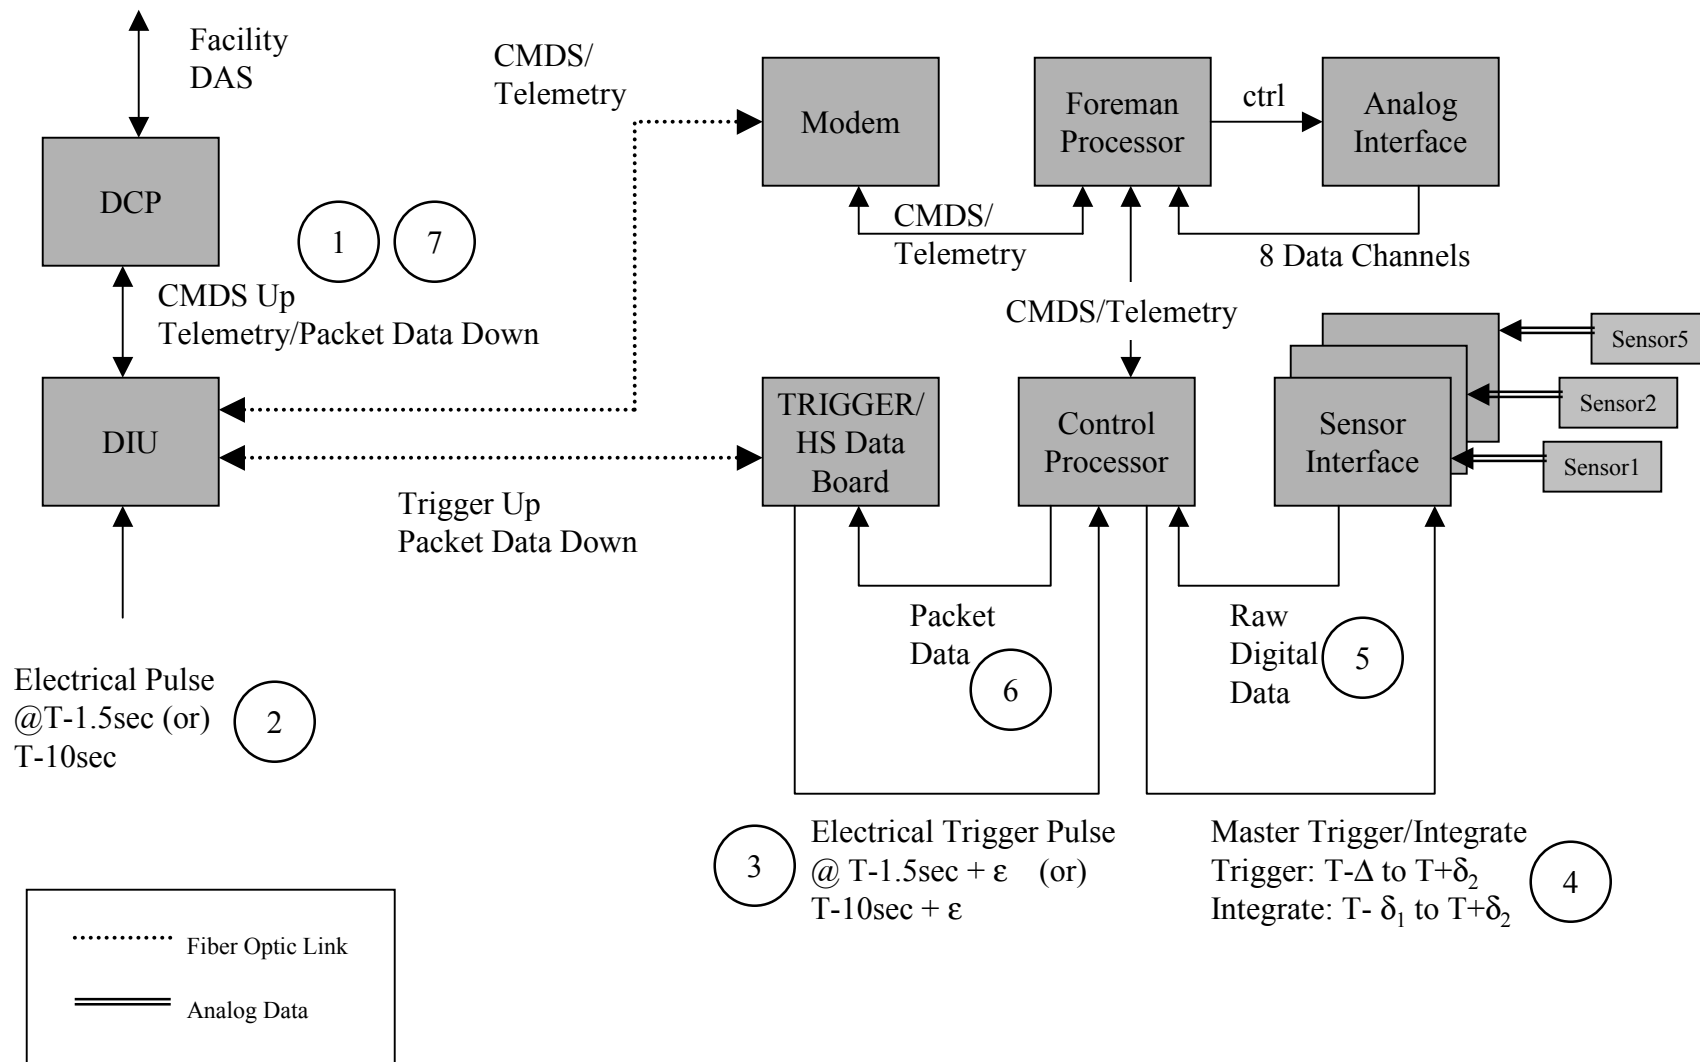 Facility
DAS
CMDS/
Telemetry
Modem
Foreman
Processor
ctrl
Analog
Interface
DCP
1
7
CMDS/
Telemetry
8 Data Channels
CMDS Up
Telemetry/Packet Data Down
CMDS/Telemetry
DIU
TRIGGER/
HS Data
Board
Control
Processor
Sensor
Interface
Sensor5
Sensor2
Sensor1
Trigger Up
Packet Data Down
Packet
Data
6
Raw
Digital
Data
5
Electrical Pulse
@T-1.5sec (or)
T-10sec
2
3
Electrical Trigger Pulse
@ T-1.5sec + ε (or)
T-10sec + ε
Master Trigger/Integrate
Trigger: T-Δ to T+δ₂
Integrate: T- δ₁ to T+δ₂
4
Fiber Optic Link
Analog Data